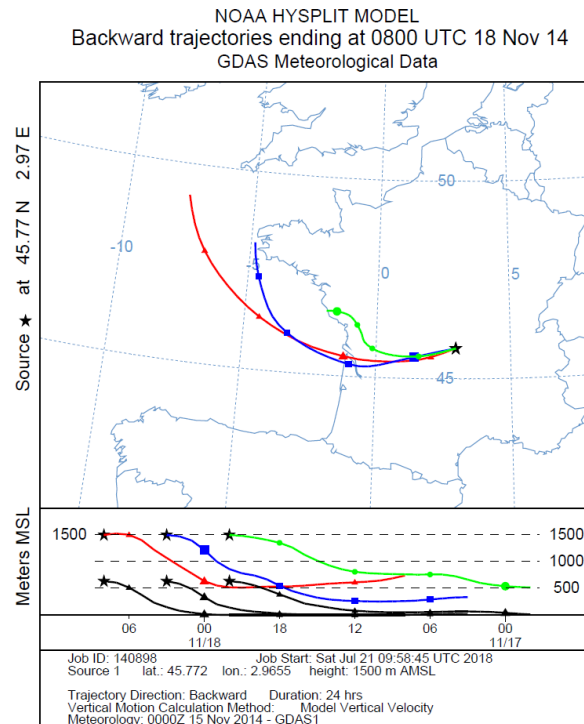 NOAA HYSPLIT MODEL
Backward trajectories ending at 0800 UTC 18 Nov 14
GDAS Meteorological Data
Source ★ at 45.77 N 2.97 E
50
-10
-5
0
5
45
Meters MSL
1500
1500
1000
500
06 00 18 12 06 00
11/18 11/17
Job ID: 140898 Job Start: Sat Jul 21 09:58:45 UTC 2018
Source 1 lat.: 45.772 lon.: 2.9655 height: 1500 m AMSL
Trajectory Direction: Backward Duration: 24 hrs
Vertical Motion Calculation Method: Model Vertical Velocity
Meteorology: 0000Z 15 Nov 2014 - GDAS1